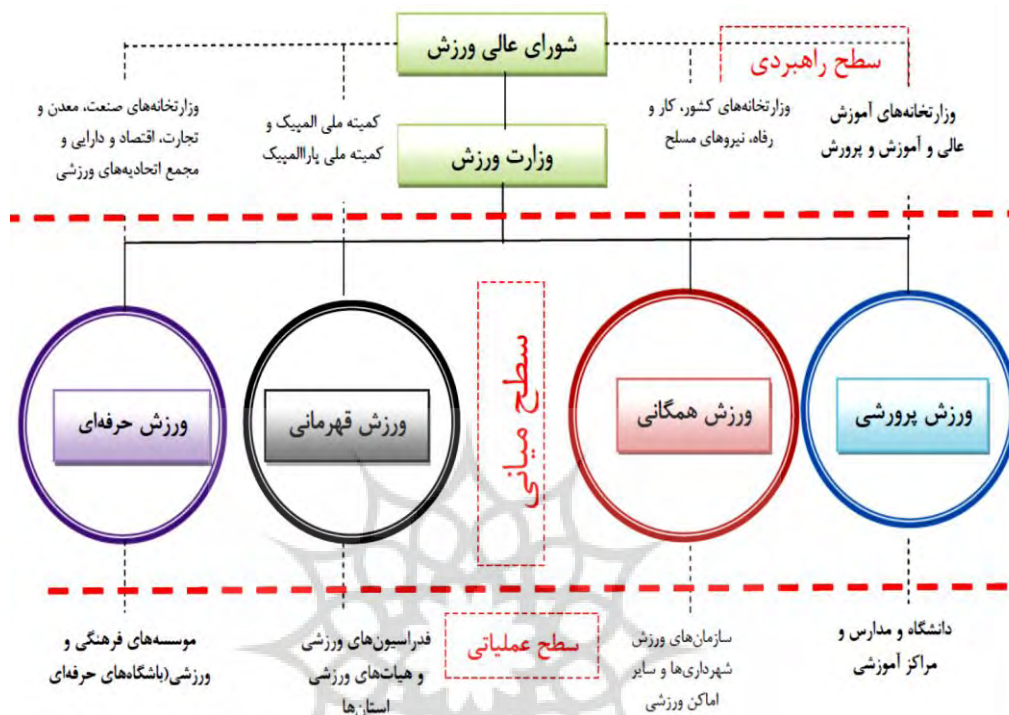 شورای عالی ورزش
سطح راهبردی
وزارتخانه‌های آموزش
عالی و آموزش و پرورش
وزارتخانه‌های کشور، کار و
رفاه، نیروهای مسلح
کمیته ملی المپیک و
کمیته ملی پاراالمپیک
وزارتخانه‌های صنعت، معدن و
تجارت، اقتصاد و دارایی و
مجمع اتحادیه‌های ورزشی
وزارت ورزش
ورزش پرورشی
ورزش همگانی
سطح میانی
ورزش قهرمانی
ورزش حرفه‌ای
دانشگاه و مدارس و
مراکز آموزشی
سازمان‌های ورزش
شهرداری‌ها و سایر
اماکن ورزشی
سطح عملیاتی
فدراسیون‌های ورزشی
و هیات‌های ورزشی
استان‌ها
موسسه‌های فرهنگی و
ورزشی(باشگاه‌های حرفه‌ای